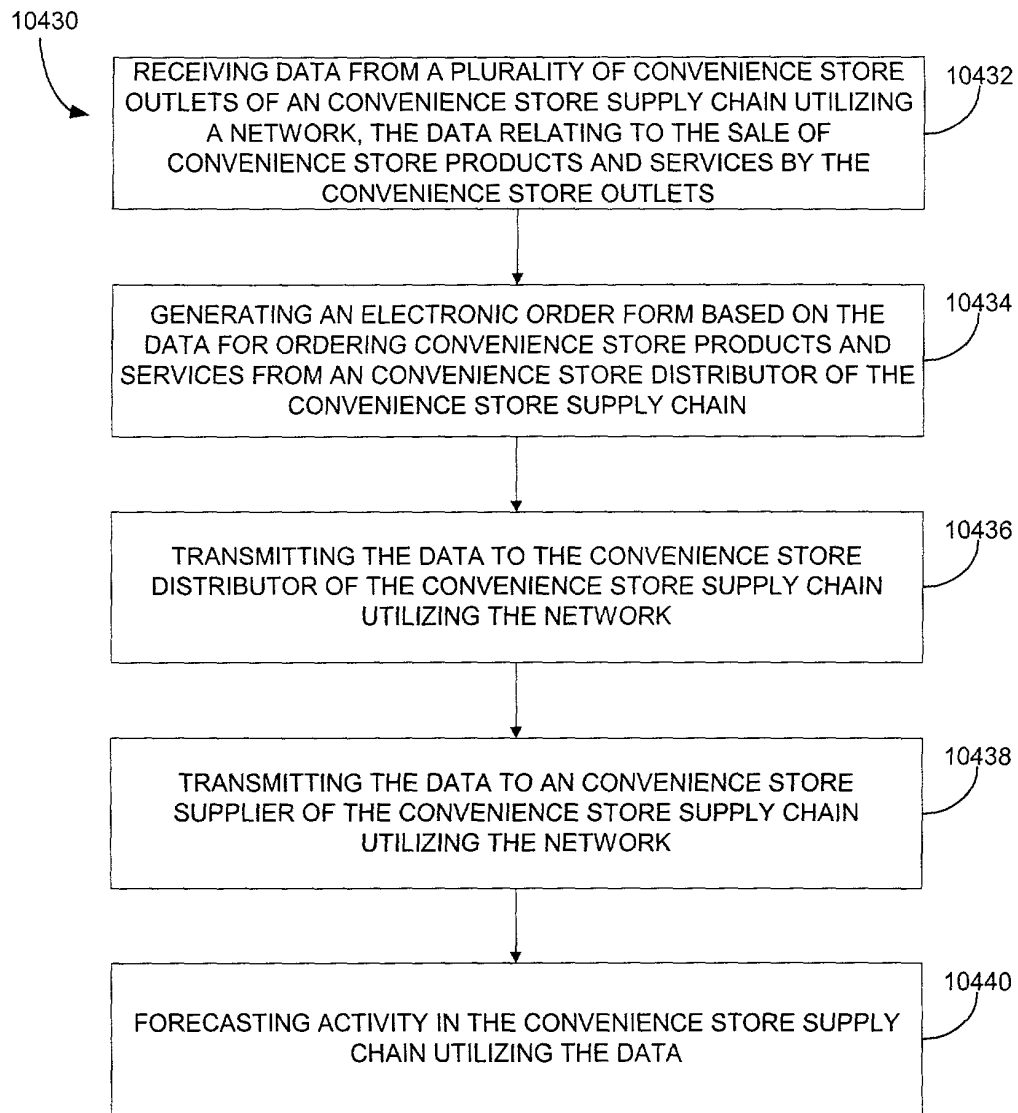 10430
RECEIVING DATA FROM A PLURALITY OF CONVENIENCE STORE
OUTLETS OF AN CONVENIENCE STORE SUPPLY CHAIN UTILIZING
A NETWORK, THE DATA RELATING TO THE SALE OF
CONVENIENCE STORE PRODUCTS AND SERVICES BY THE
CONVENIENCE STORE OUTLETS
10432
GENERATING AN ELECTRONIC ORDER FORM BASED ON THE
DATA FOR ORDERING CONVENIENCE STORE PRODUCTS AND
SERVICES FROM AN CONVENIENCE STORE DISTRIBUTOR OF THE
CONVENIENCE STORE SUPPLY CHAIN
10434
TRANSMITTING THE DATA TO THE CONVENIENCE STORE
DISTRIBUTOR OF THE CONVENIENCE STORE SUPPLY CHAIN
UTILIZING THE NETWORK
10436
TRANSMITTING THE DATA TO AN CONVENIENCE STORE
SUPPLIER OF THE CONVENIENCE STORE SUPPLY CHAIN
UTILIZING THE NETWORK
10438
FORECASTING ACTIVITY IN THE CONVENIENCE STORE SUPPLY
CHAIN UTILIZING THE DATA
10440